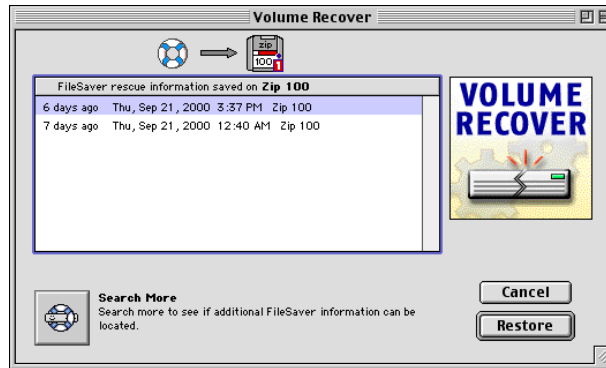 Volume Recover
zip
100
1
FileSaver rescue information saved on Zip 100
6 days ago Thu, Sep 21, 2000 3:37 PM Zip 100
7 days ago Thu, Sep 21, 2000 12:40 AM Zip 100
VOLUME
RECOVER
Search More
Search more to see if additional FileSaver information can be
located.
Cancel
Restore